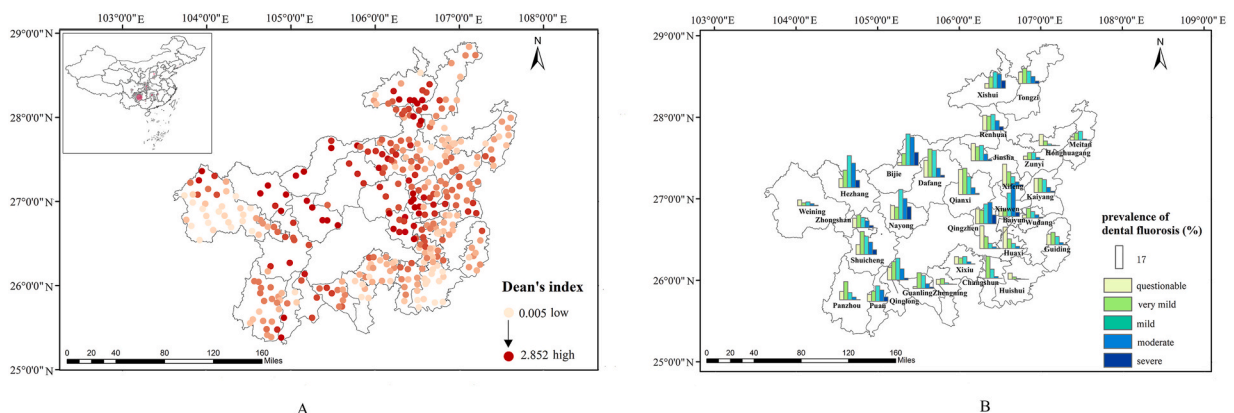 103°0'0"E 104°0'0"E 105°0'0"E 106°0'0"E 107°0'0"E 108°0'0"E
29°0'0"N
28°0'0"N
27°0'0"N
26°0'0"N
25°0'0"N
N
Dean's index
0.005 low
2.852 high
0 20 40 80 120 160
Miles
A
103°0'0"E 104°0'0"E 105°0'0"E 106°0'0"E 107°0'0"E 108°0'0"E 109°0'0"E
29°0'0"N
28°0'0"N
27°0'0"N
26°0'0"N
25°0'0"N
N
Xishui
Tongzi
Renhuai
Meitan
Honghuagang
Zunyi
Jinsha
Bijie
Dafang
Hezhang
Qianxi
Xifeng
Kaiyang
Weining
Zhongshan
Nayong
Qingzhen
Xiuwen
Baiyun
Wudang
Shuicheng
Huaxi
Guiding
Xixiu
Changshun
Huishui
Guanling
Zhengning
Qinglong
Panzhou
Puan
prevalence of
dental fluorosis (%)
17
questionable
very mild
mild
moderate
severe
0 20 40 80 120 160
Miles
B